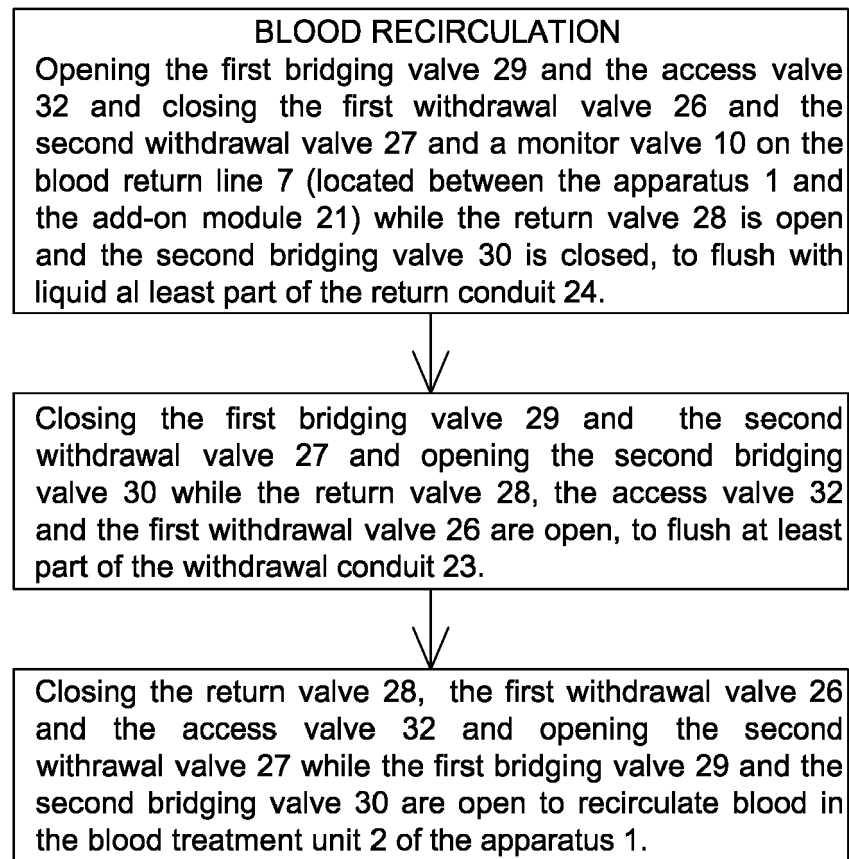 BLOOD RECIRCULATION
Opening the first bridging valve 29 and the access valve
32 and closing the first withdrawal valve 26 and the
second withdrawal valve 27 and a monitor valve 10 on the
blood return line 7 (located between the apparatus 1 and
the add-on module 21) while the return valve 28 is open
and the second bridging valve 30 is closed, to flush with
liquid al least part of the return conduit 24.
Closing the first bridging valve 29 and the second
withdrawal valve 27 and opening the second bridging
valve 30 while the return valve 28, the access valve 32
and the first withdrawal valve 26 are open, to flush at least
part of the withdrawal conduit 23.
Closing the return valve 28, the first withdrawal valve 26
and the access valve 32 and opening the second
withrawal valve 27 while the first bridging valve 29 and the
second bridging valve 30 are open to recirculate blood in
the blood treatment unit 2 of the apparatus 1.